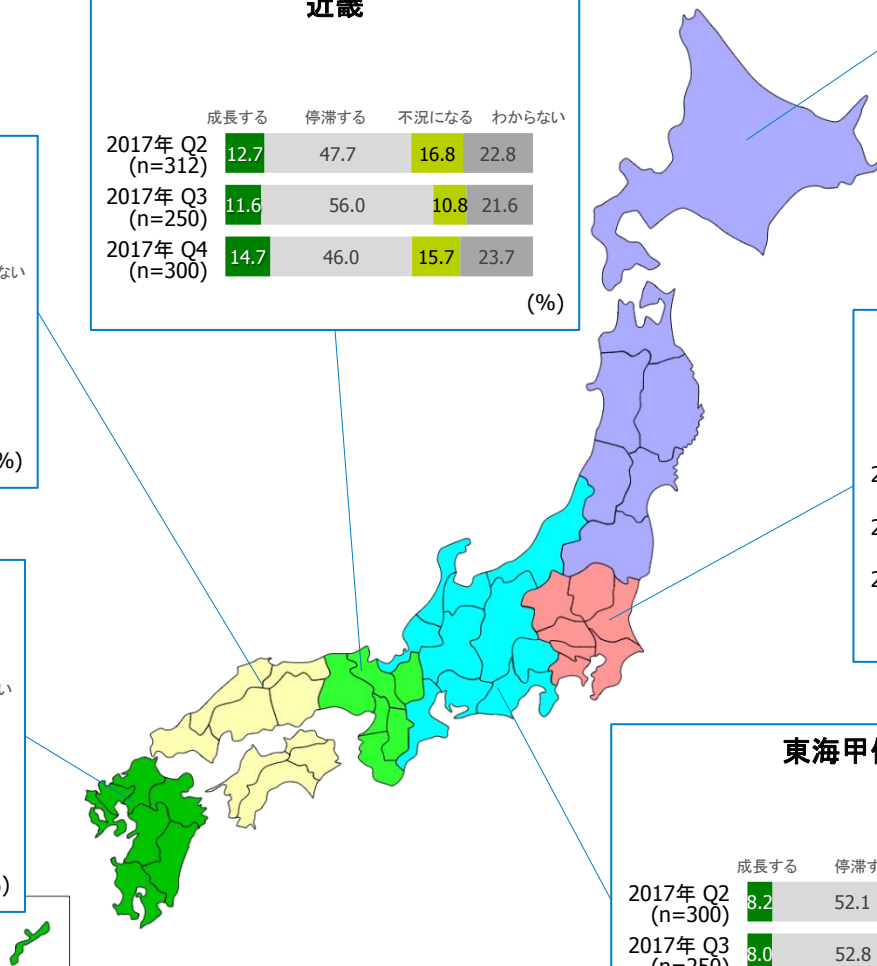 近畿
成長する 停滞する 不況になる わからない
2017年 Q2 12.7 47.7 16.8 22.8
(n=312)
2017年 Q3 11.6 56.0 10.8 21.6
(n=250)
2017年 Q4 14.7 46.0 15.7 23.7
(n=300)
(%)
ない
%)
い
)
2
2
2
東海甲
成長する 停滞す
2017年 Q2 8.2 52.1
(n=300)
2017年 Q3 8.0 52.8